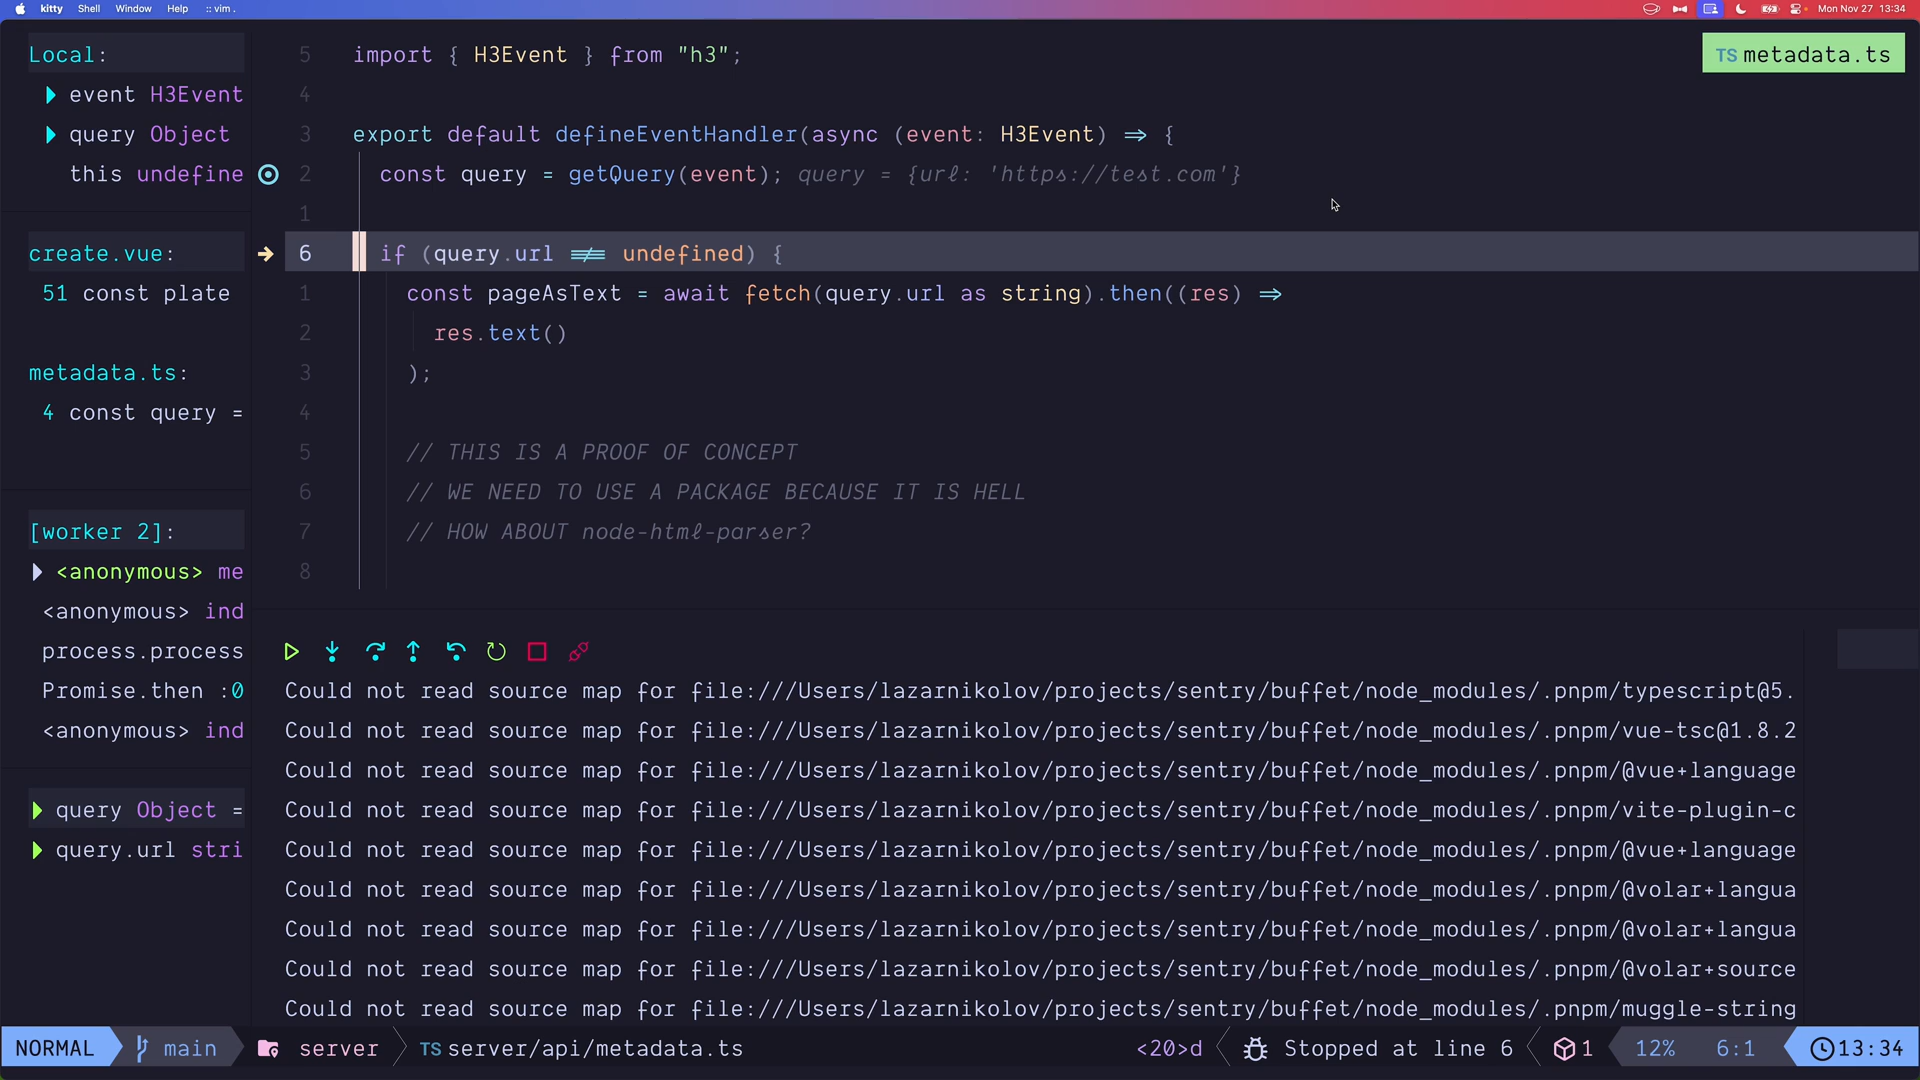 kitty Shell Window Help :: vim . Mon Nov 27 13:34
Local:
event H3Event
query Object
this undefine
create.vue:
51 const plate
metadata.ts:
4 const query =
[worker 2]:
<anonymous> me
<anonymous> ind
process.process
Promise.then :0
<anonymous> ind
query Object =
query.url stri
TS metadata.ts
5 import { H3Event } from "h3";
4
3 export default defineEventHandler(async (event: H3Event) => {
2 const query = getQuery(event); query = {url: 'https://test.com'}
1
6 if (query.url !== undefined) {
1 const pageAsText = await fetch(query.url as string).then((res) =>
2 res.text()
3 );
4
5 // THIS IS A PROOF OF CONCEPT
6 // WE NEED TO USE A PACKAGE BECAUSE IT IS HELL
7 // HOW ABOUT node-html-parser?
8
Could not read source map for file:///Users/lazarnikolov/projects/sentry/buffet/node_modules/.pnpm/typescript@5.
Could not read source map for file:///Users/lazarnikolov/projects/sentry/buffet/node_modules/.pnpm/vue-tsc@1.8.2
Could not read source map for file:///Users/lazarnikolov/projects/sentry/buffet/node_modules/.pnpm/@vue+language
Could not read source map for file:///Users/lazarnikolov/projects/sentry/buffet/node_modules/.pnpm/vite-plugin-c
Could not read source map for file:///Users/lazarnikolov/projects/sentry/buffet/node_modules/.pnpm/@vue+language
Could not read source map for file:///Users/lazarnikolov/projects/sentry/buffet/node_modules/.pnpm/@volar+langua
Could not read source map for file:///Users/lazarnikolov/projects/sentry/buffet/node_modules/.pnpm/@volar+langua
Could not read source map for file:///Users/lazarnikolov/projects/sentry/buffet/node_modules/.pnpm/@volar+source
Could not read source map for file:///Users/lazarnikolov/projects/sentry/buffet/node_modules/.pnpm/muggle-string
NORMAL main server TS server/api/metadata.ts <20>d Stopped at line 6 1 12% 6:1 13:34